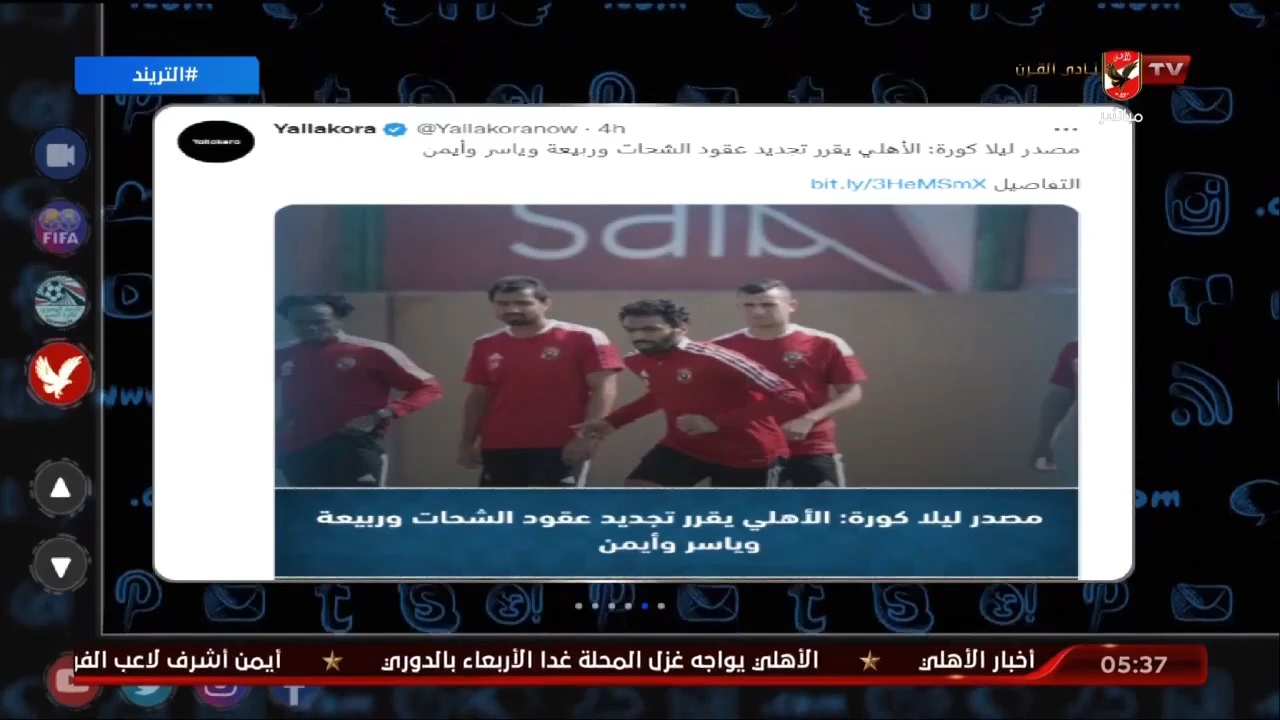 #التريند
نادي القرن
TV
مباشر
Yallakora @Yallakoranow · 4h
مصدر ليلا كورة: الأهلي يقرر تجديد عقود الشحات وربيعة وياسر وأيمن
التفاصيل bit.ly/3HeMSmX
FIFA
مصدر ليلا كورة: الأهلي يقرر تجديد عقود الشحات وربيعة
وياسر وأيمن
أخبار الأهلي ★ الأهلي يواجه غزل المحلة غدا الأربعاء بالدوري ★ أيمن أشرف لاعب الفر
05:37